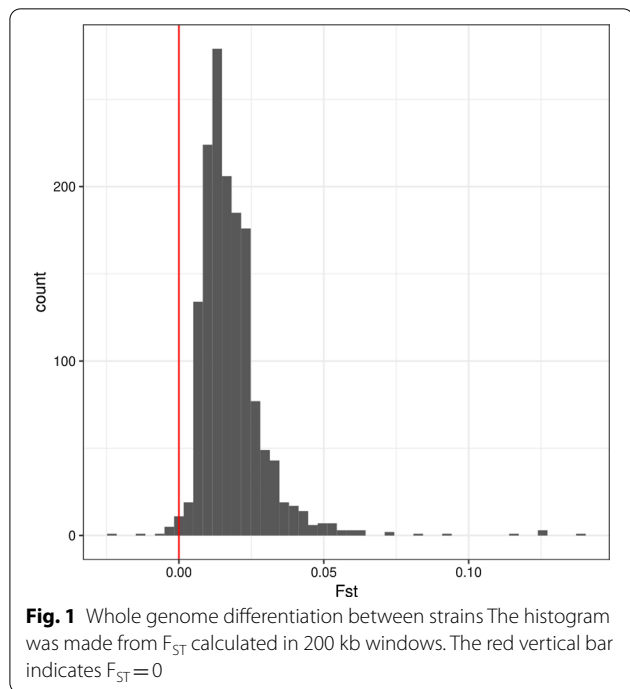 200
100
0
count
0.00
0.05
0.10
Fst
Fig. 1 Whole genome differentiation between strains The histogram
was made from FST calculated in 200 kb windows. The red vertical bar
indicates FST = 0